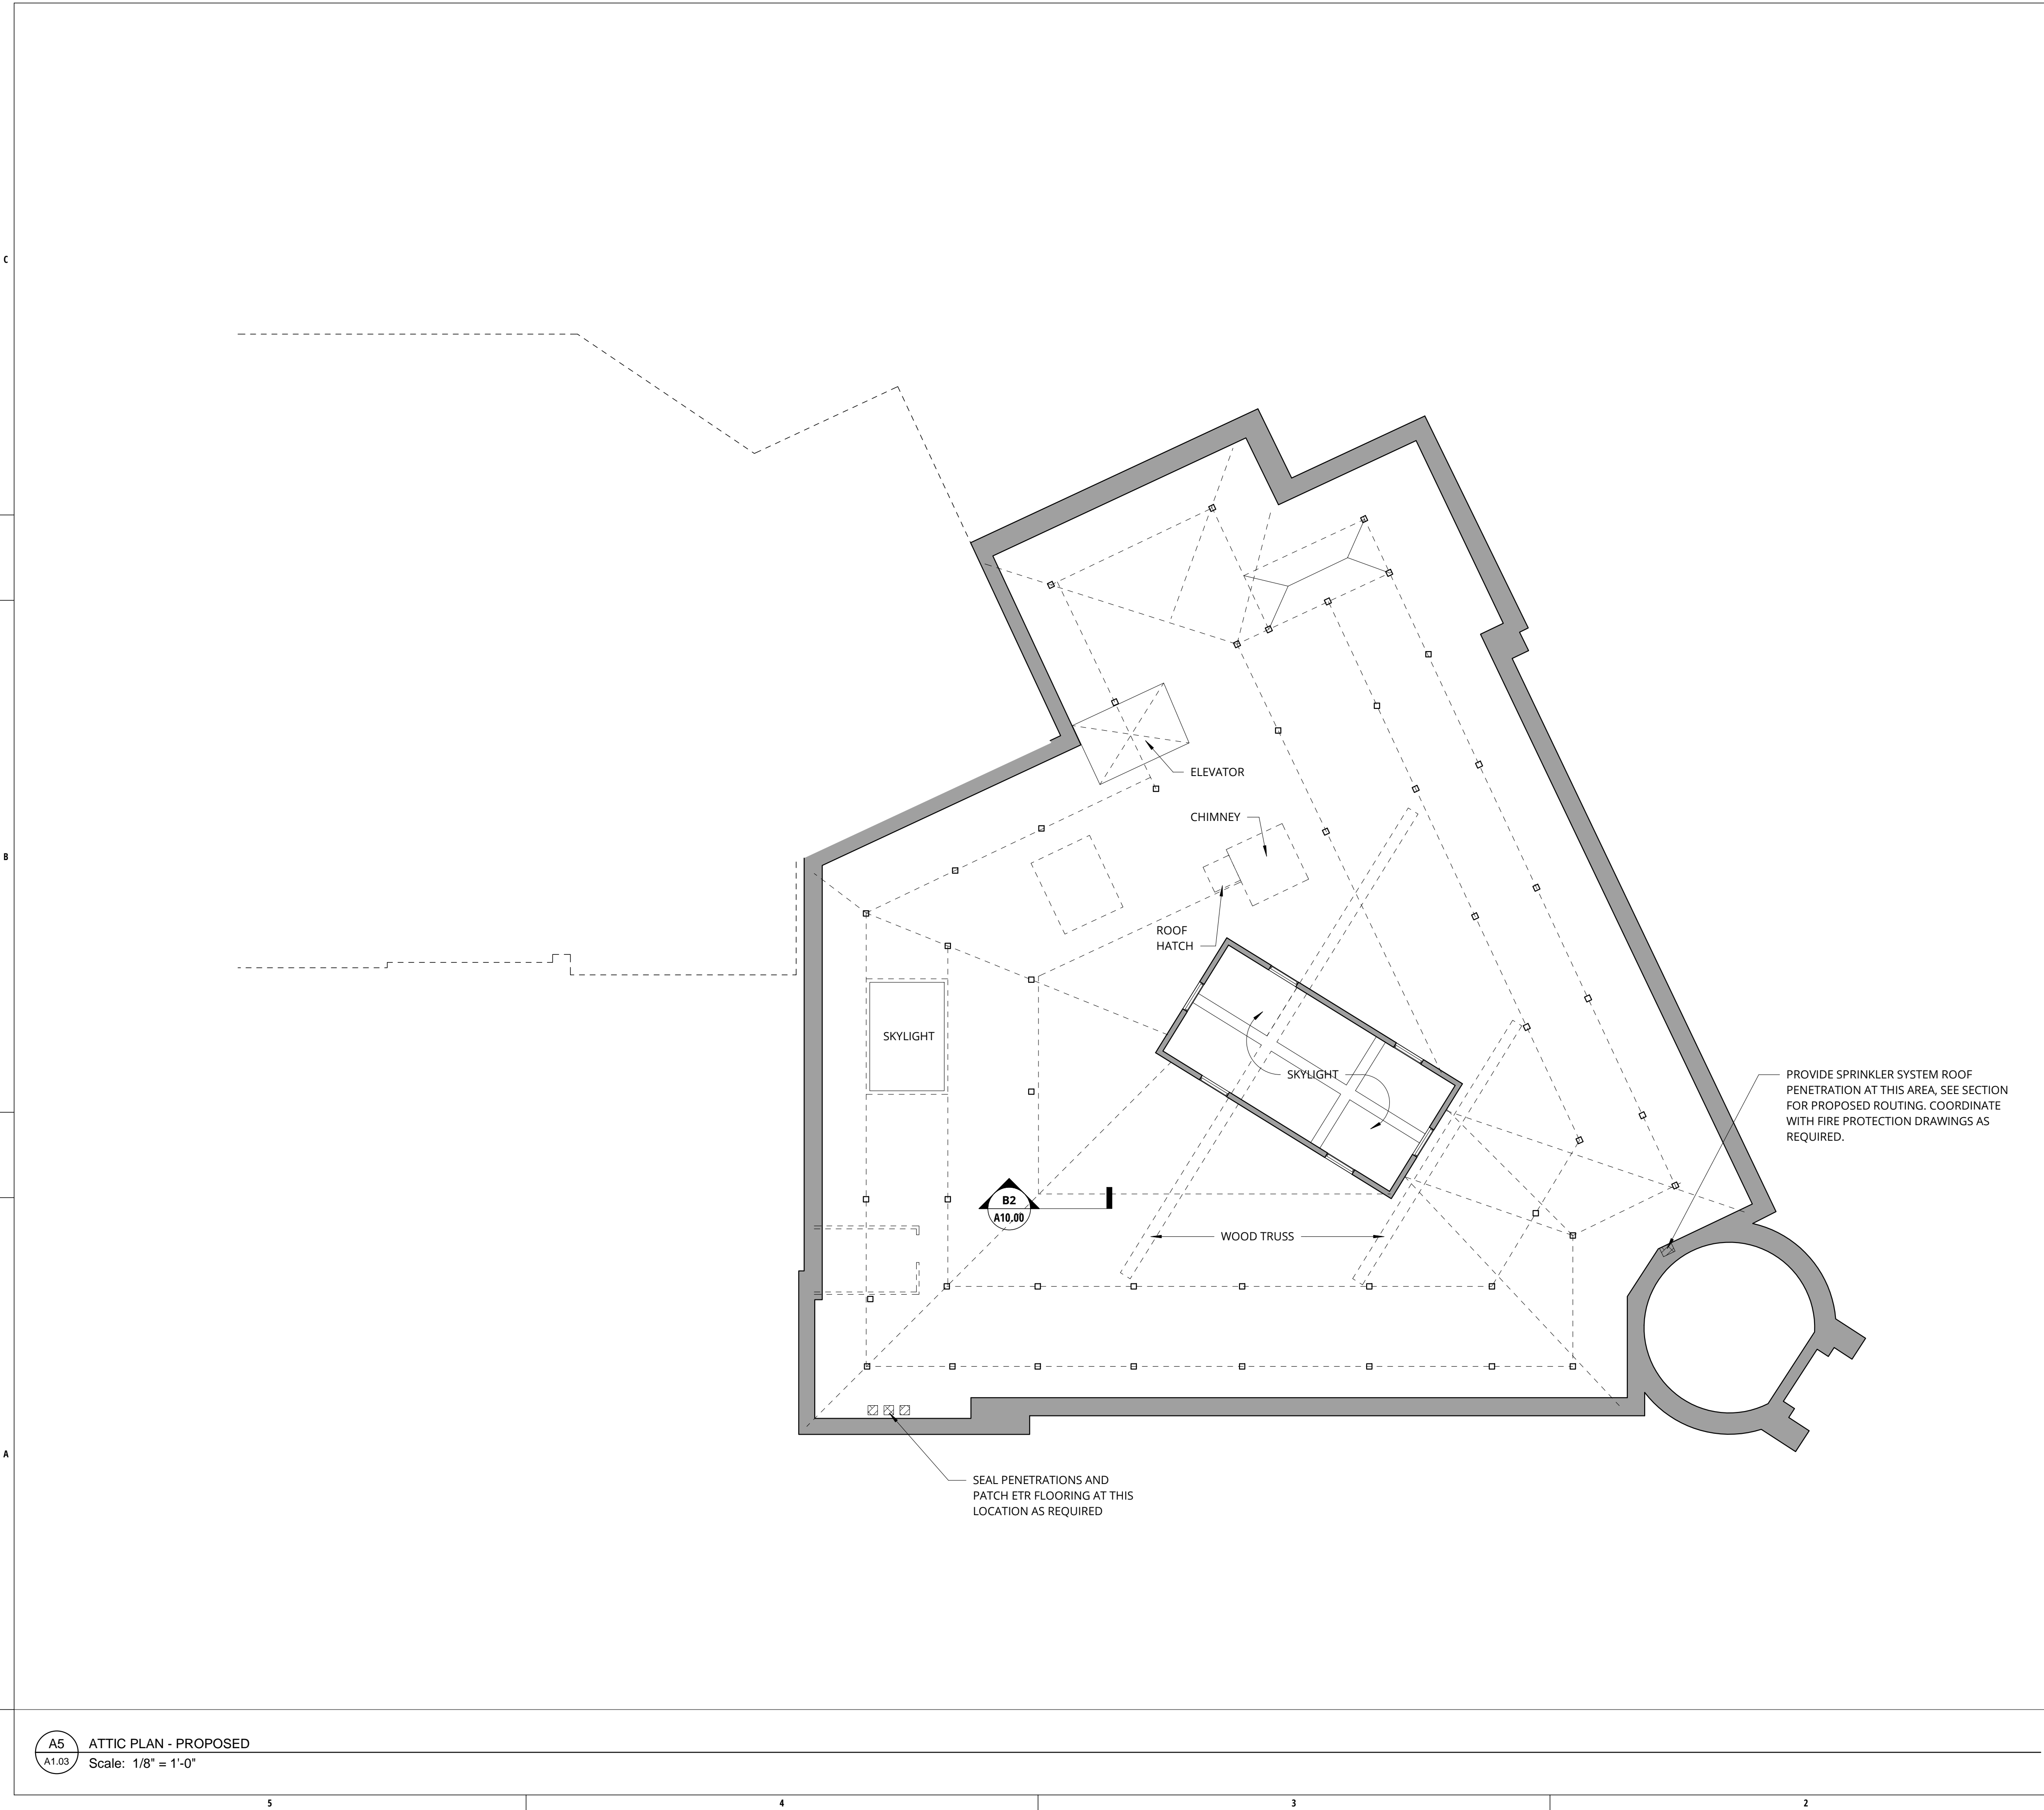 C
B
A
ELEVATOR
CHIMNEY
ROOF
HATCH
SKYLIGHT
SKYLIGHT
PROVIDE SPRINKLER SYSTEM ROOF
PENETRATION AT THIS AREA, SEE SECTION
FOR PROPOSED ROUTING. COORDINATE
WITH FIRE PROTECTION DRAWINGS AS
REQUIRED.
B2
A10.00
WOOD TRUSS
SEAL PENETRATIONS AND
PATCH ETR FLOORING AT THIS
LOCATION AS REQUIRED
A5
A1.03
ATTIC PLAN - PROPOSED
Scale: 1/8" = 1'-0"
5
4
3
2